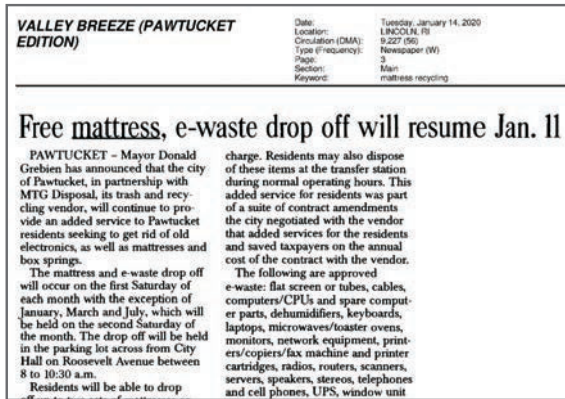 VALLEY BREEZE (PAWTUCKET
EDITION)
Date: Tuesday, January 14, 2020
Location: LINCOLN, RI
Circulation (DMA): 9,227 (56)
Type (Frequency): Newspaper (W)
Page: 3
Section: Main
Keyword: mattress recycling
Free mattress, e-waste drop off will resume Jan. 11
PAWTUCKET – Mayor Donald
Grebien has announced that the city
of Pawtucket, in partnership with
MTG Disposal, its trash and recy-
cling vendor, will continue to pro-
vide an added service to Pawtucket
residents seeking to get rid of old
electronics, as well as mattresses and
box springs.
The mattress and e-waste drop off
will occur on the first Saturday of
each month with the exception of
January, March and July, which will
be held on the second Saturday of
the month. The drop off will be held
in the parking lot across from City
Hall on Roosevelt Avenue between
8 to 10:30 a.m.
Residents will be able to drop
charge. Residents may also dispose
of these items at the transfer station
during normal operating hours. This
added service for residents was part
of a suite of contract amendments
the city negotiated with the vendor
that added services for the residents
and saved taxpayers on the annual
cost of the contract with the vendor.
The following are approved
e-waste: flat screen or tubes, cables,
computers/CPUs and spare comput-
er parts, dehumidifiers, keyboards,
laptops, microwaves/toaster ovens,
monitors, network equipment, print-
ers/copiers/fax machine and printer
cartridges, radios, routers, scanners,
servers, speakers, stereos, telephones
and cell phones, UPS, window unit